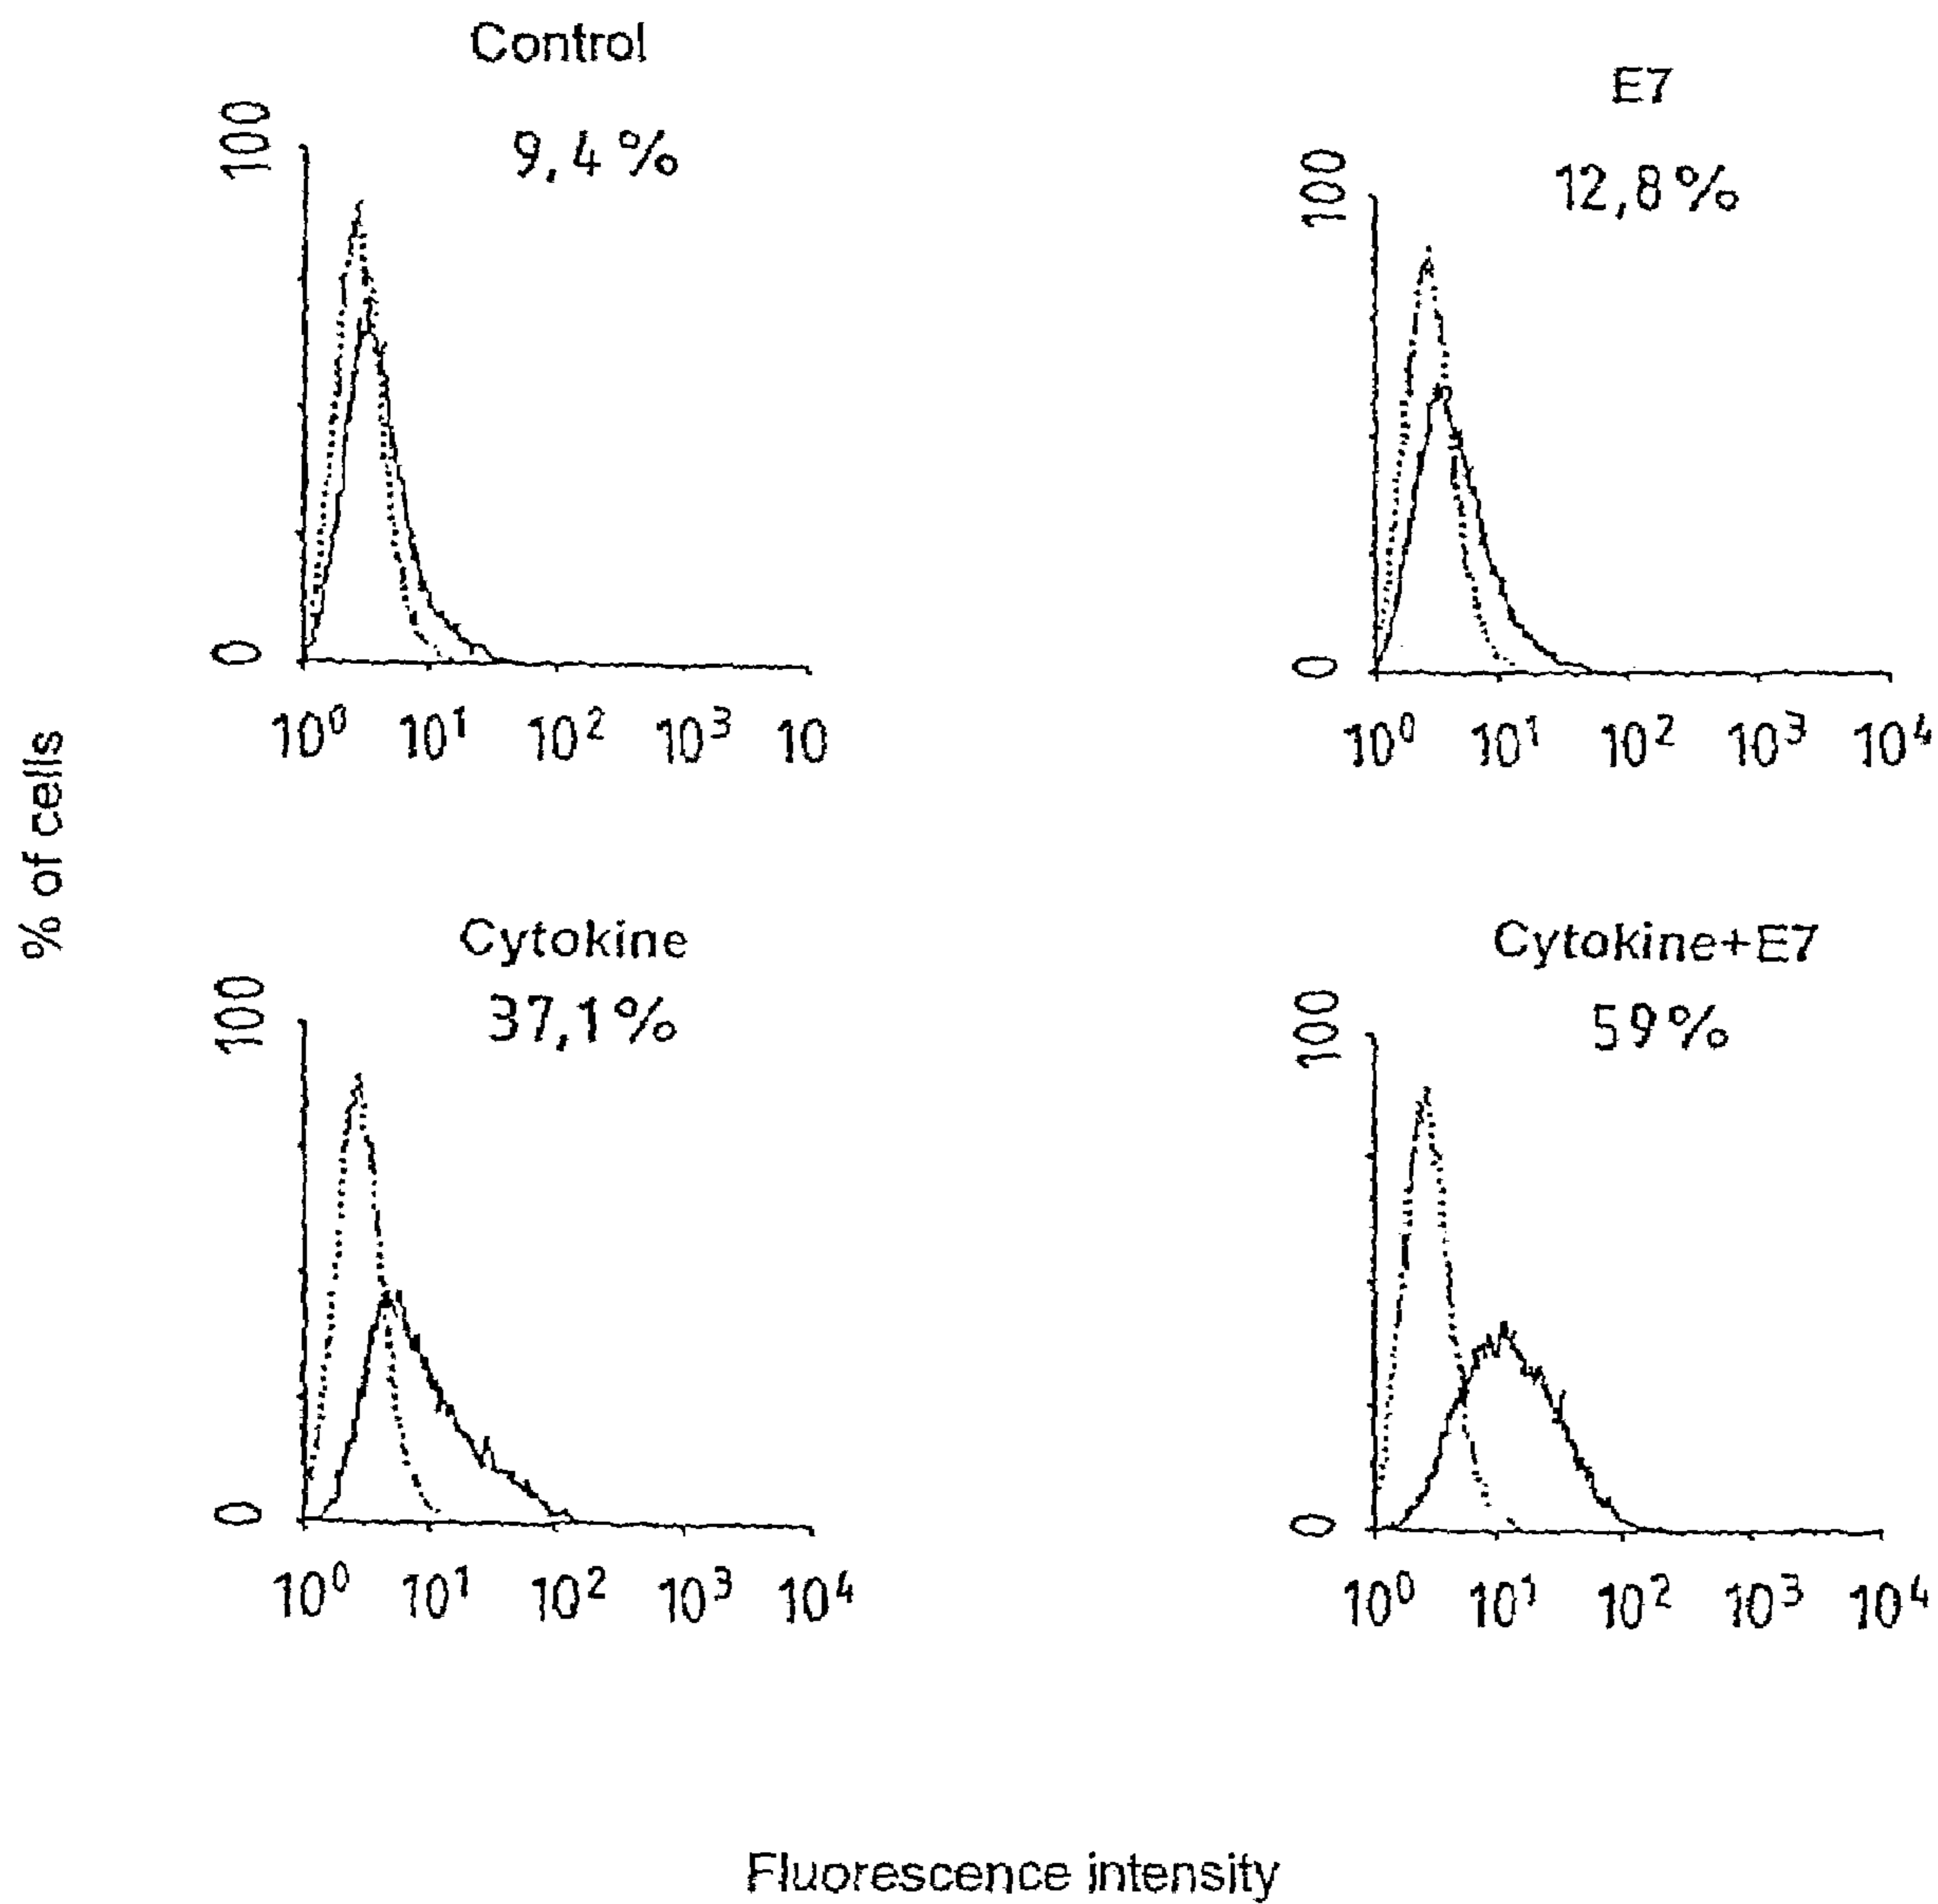 Control
9,4%
100
0
10⁰ 10¹ 10² 10³ 10
E7
12,8%
100
0
10⁰ 10¹ 10² 10³ 10⁴
% of cells
Cytokine
37,1%
100
0
10⁰ 10¹ 10² 10³ 10⁴
Cytokine+E7
59%
100
0
10⁰ 10¹ 10² 10³ 10⁴
Fluorescence intensity